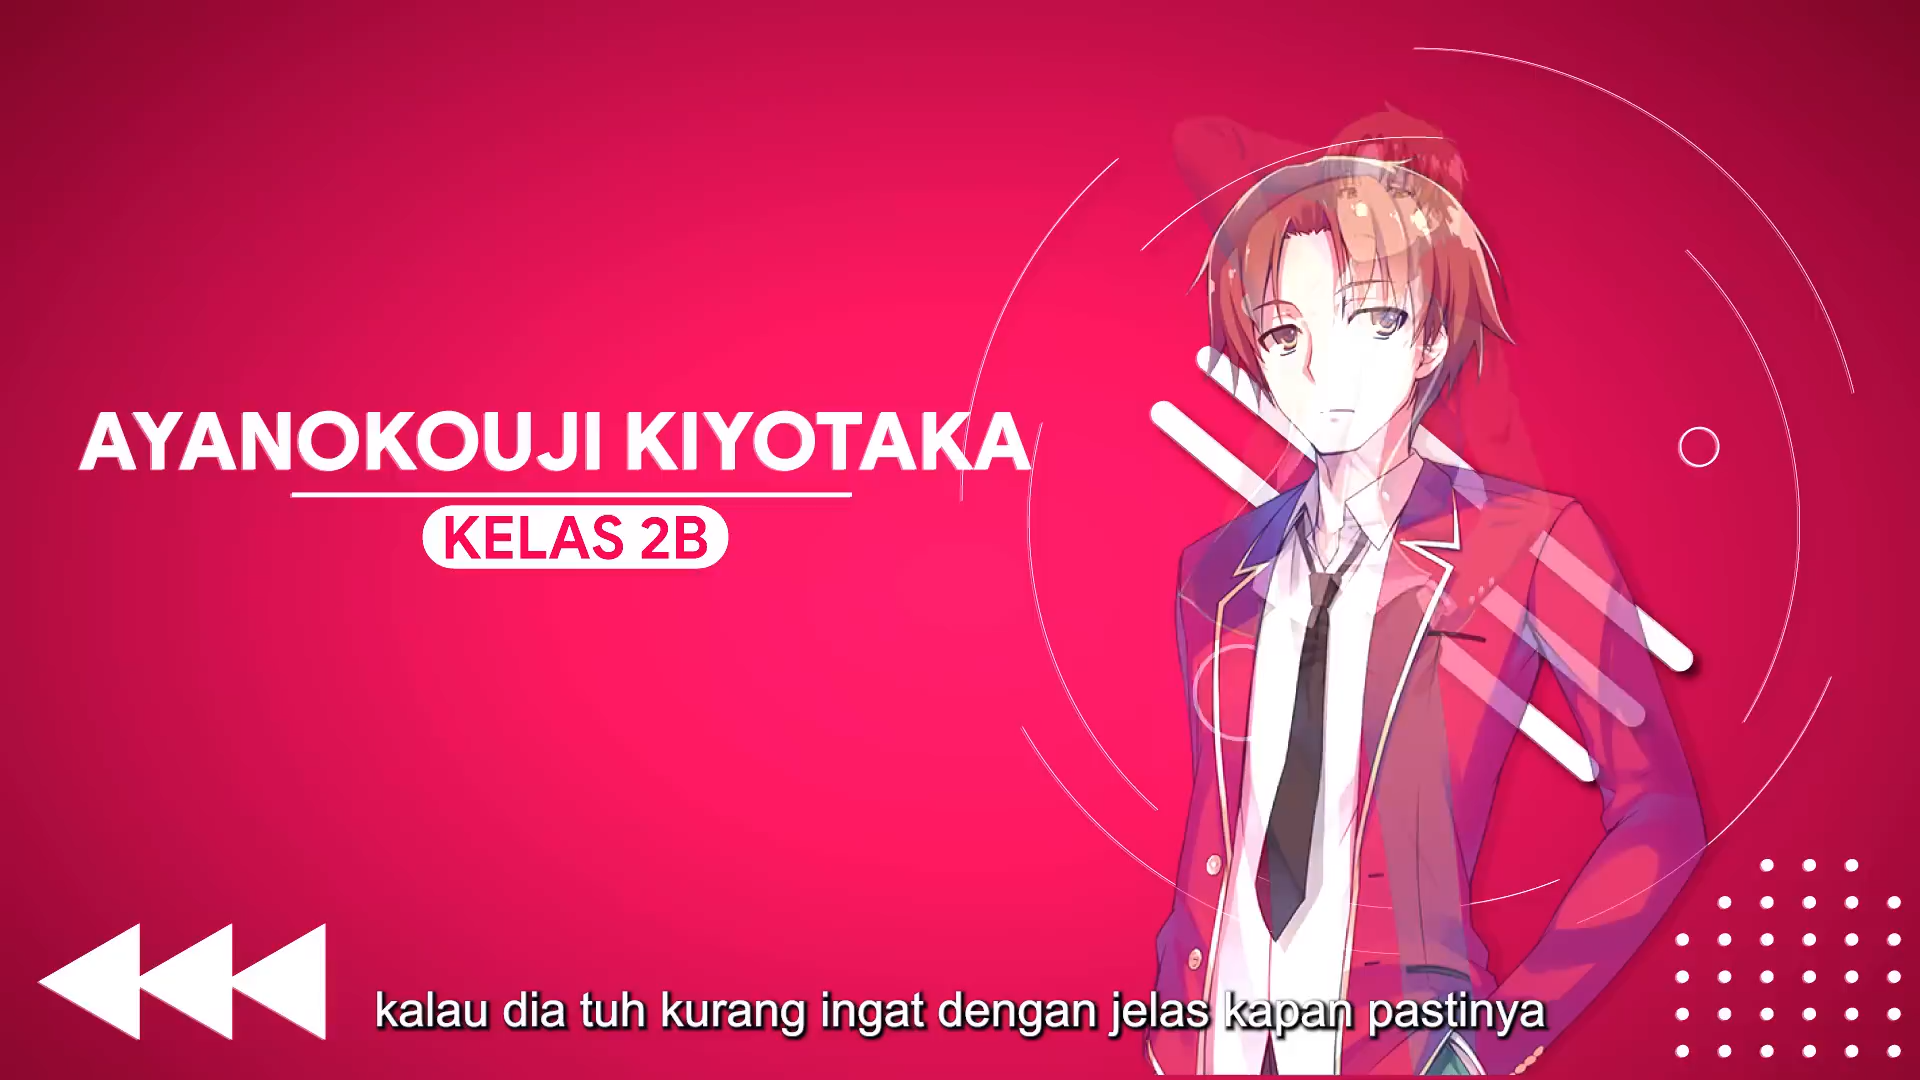 AYANOKOUJI KIYOTAKA
KELAS 2B
kalau dia tuh kurang ingat dengan jelas kapan pastinya